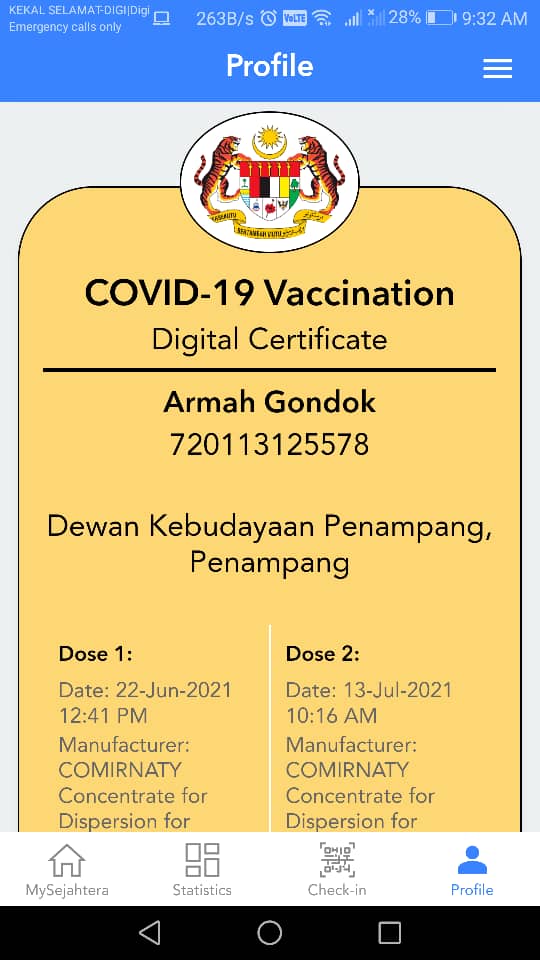 KEKAL SELAMAT-DIGI|Digi
Emergency calls only
263B/s VoLTE 28% 9:32 AM
Profile
BERTAMBAH MUTU
COVID-19 Vaccination
Digital Certificate
Armah Gondok
720113125578
Dewan Kebudayaan Penampang,
Penampang
Dose 1:
Date: 22-Jun-2021
12:41 PM
Manufacturer:
COMIRNATY
Concentrate for
Dispersion for
Dose 2:
Date: 13-Jul-2021
10:16 AM
Manufacturer:
COMIRNATY
Concentrate for
Dispersion for
MySejahtera
Statistics
Check-in
Profile